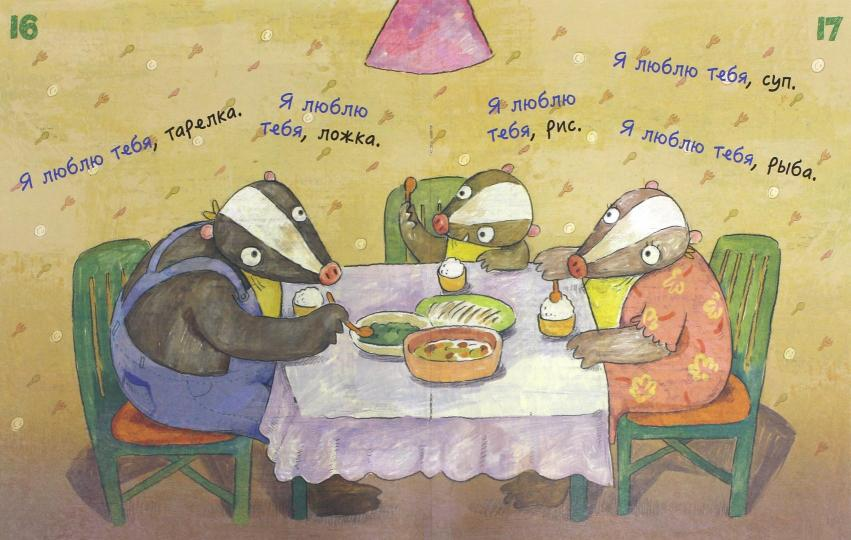 16
17
Я люблю тебя, тарелка.
Я люблю
тебя, ложка.
Я люблю
тебя, рис.
Я люблю тебя, суп.
Я люблю тебя, рыба.